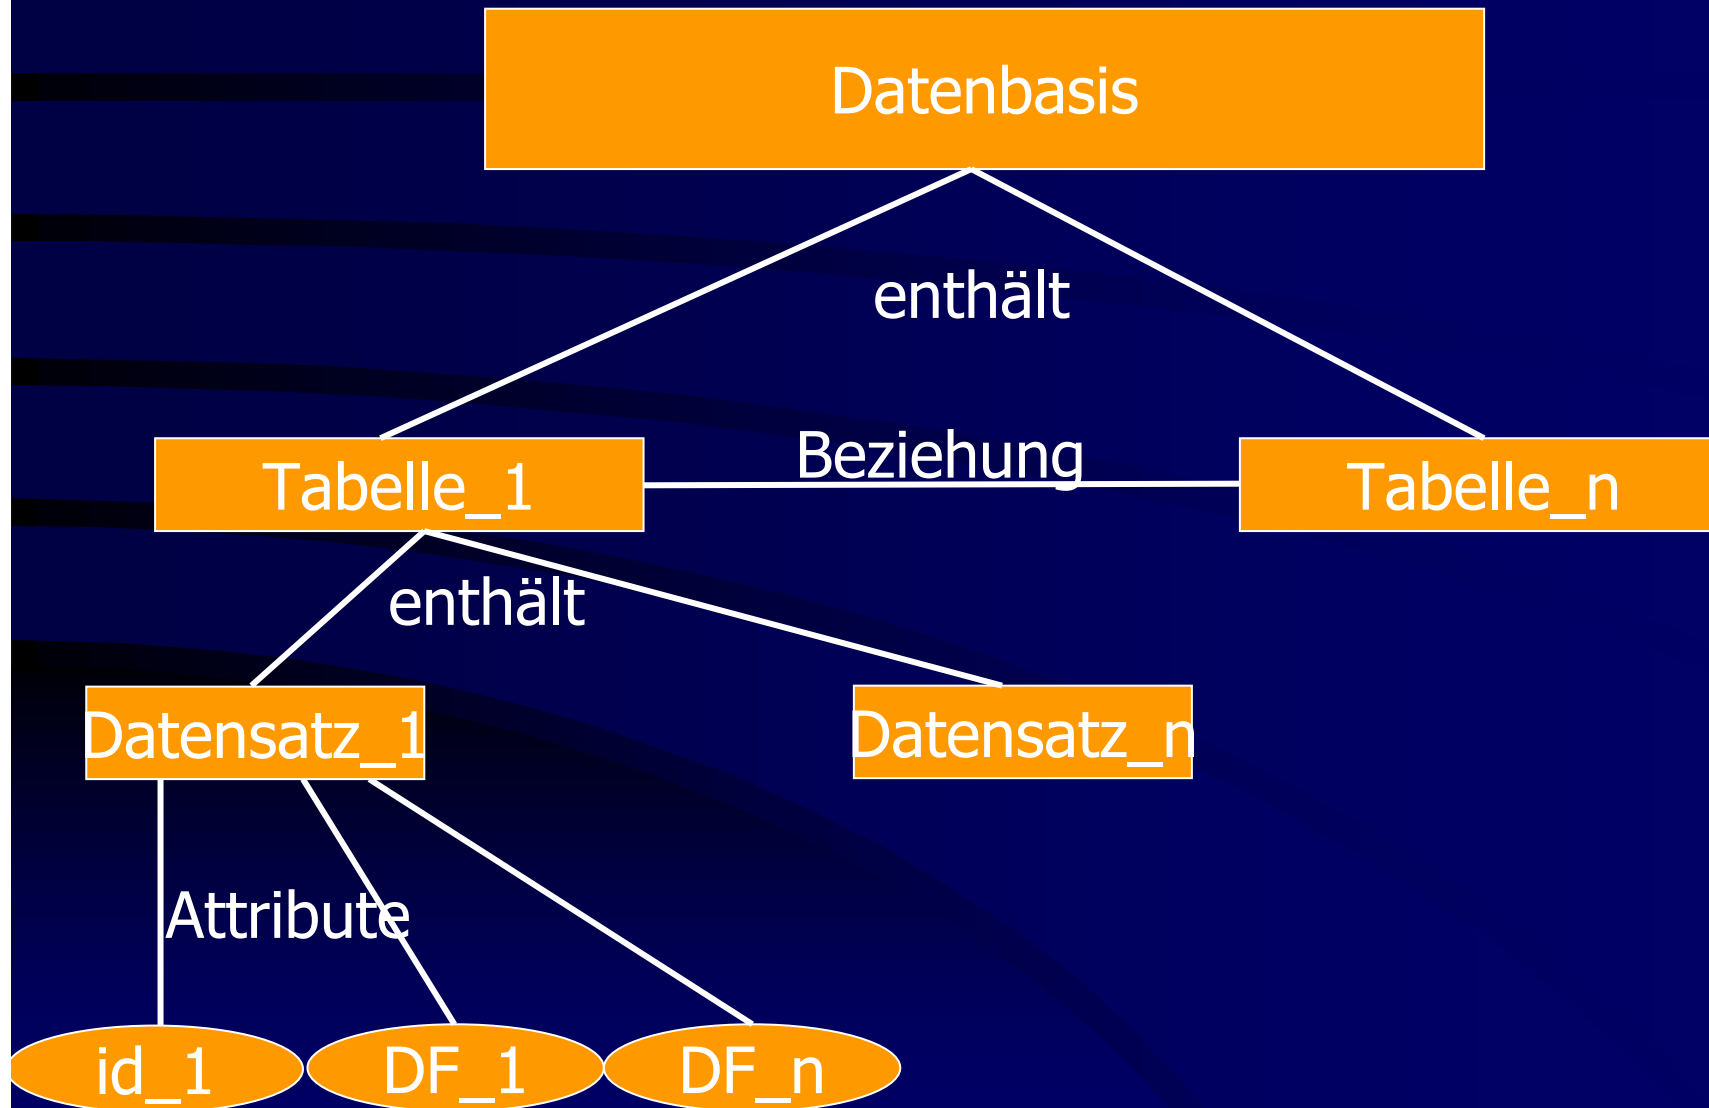 Datenbasis
enthält
Beziehung
Tabelle_1
Tabelle_n
enthält
Datensatz_1
Datensatz_n
Attribute
id_1
DF_1
DF_n